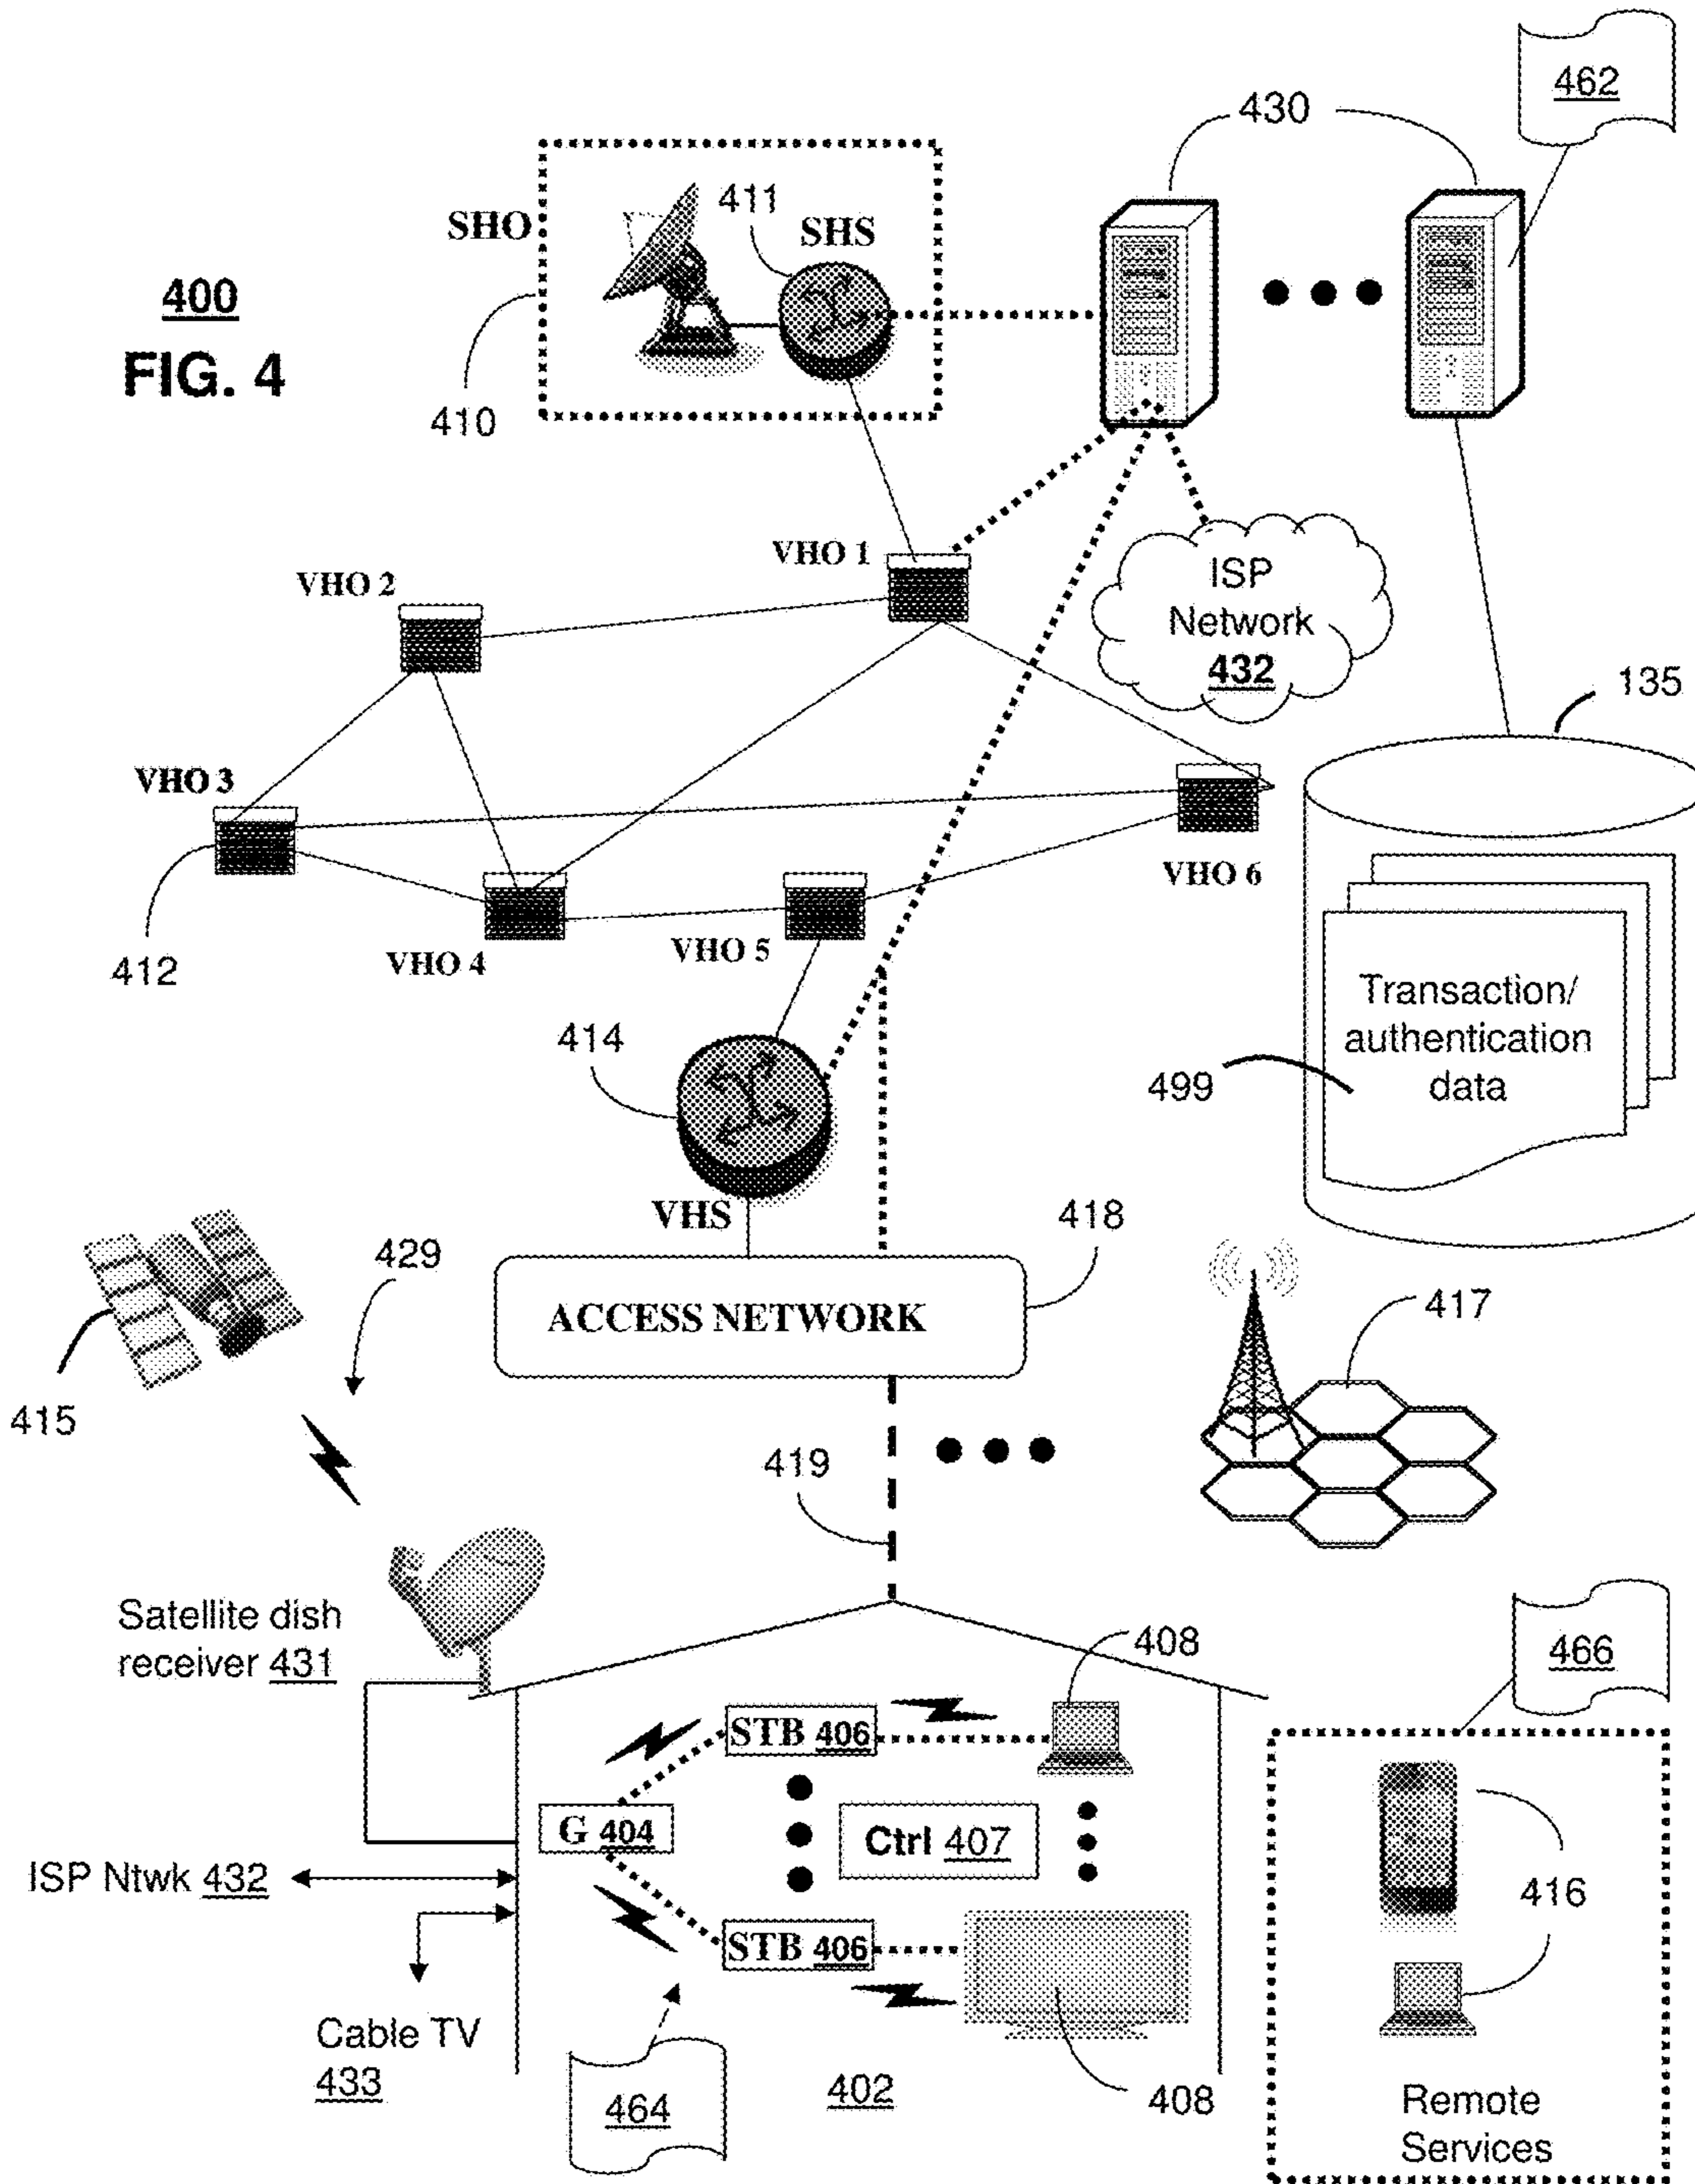 462
430
411
SHO
SHS
400
FIG. 4
410
VHO 1
ISP
Network
432
VHO 2
135
VHO 3
VHO 6
412
VHO 4
VHO 5
Transaction/
authentication
data
414
499
VHS
418
429
ACCESS NETWORK
417
415
419
Satellite dish
receiver 431
408
466
STB 406
G 404
Ctrl 407
ISP Ntwk 432
416
STB 406
Cable TV
433
464
402
408
Remote
Services